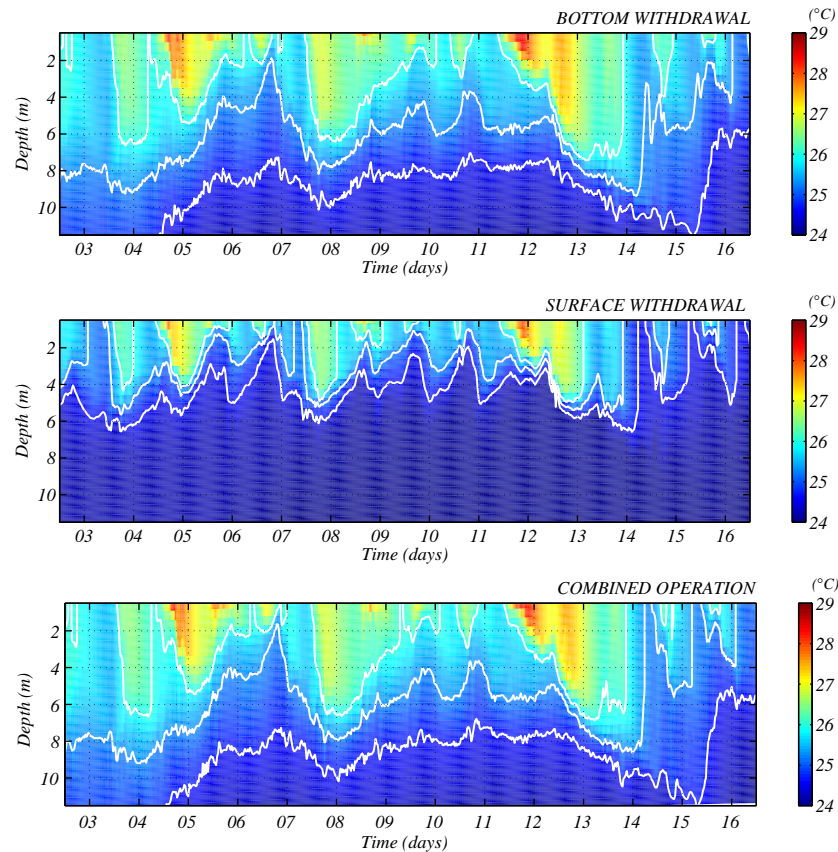 BOTTOM WITHDRAWAL (°C)
29
2 28
4 27
Depth (m)
6
26
8
25
10
24
03 04 05 06 07 08 09 10 11 12 13 14 15 16
Time (days)
SURFACE WITHDRAWAL (°C)
29
2 28
4 27
Depth (m)
6
26
8
25
10
24
03 04 05 06 07 08 09 10 11 12 13 14 15 16
Time (days)
COMBINED OPERATION (°C)
29
2 28
4 27
Depth (m)
6
26
8
25
10
24
03 04 05 06 07 08 09 10 11 12 13 14 15 16
Time (days)